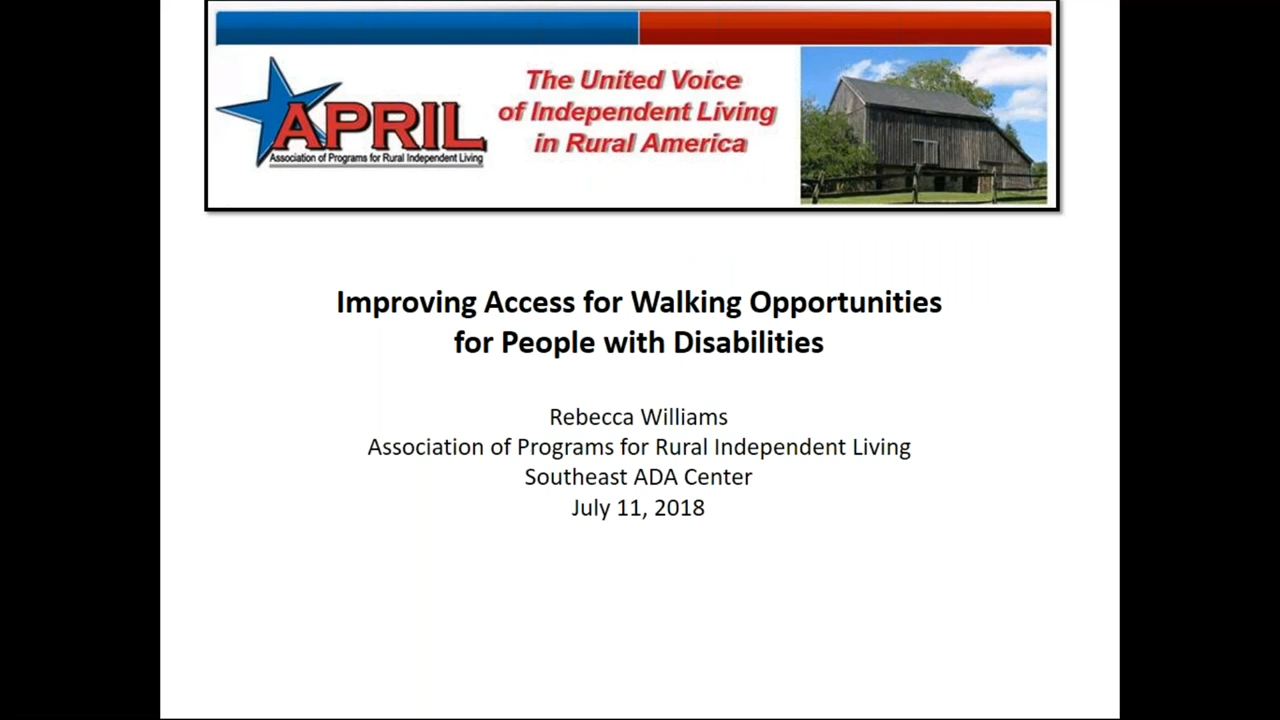 The United Voice
of Independent Living
in Rural America
APRIL
Association of Programs for Rural Independent Living
Improving Access for Walking Opportunities
for People with Disabilities
Rebecca Williams
Association of Programs for Rural Independent Living
Southeast ADA Center
July 11, 2018